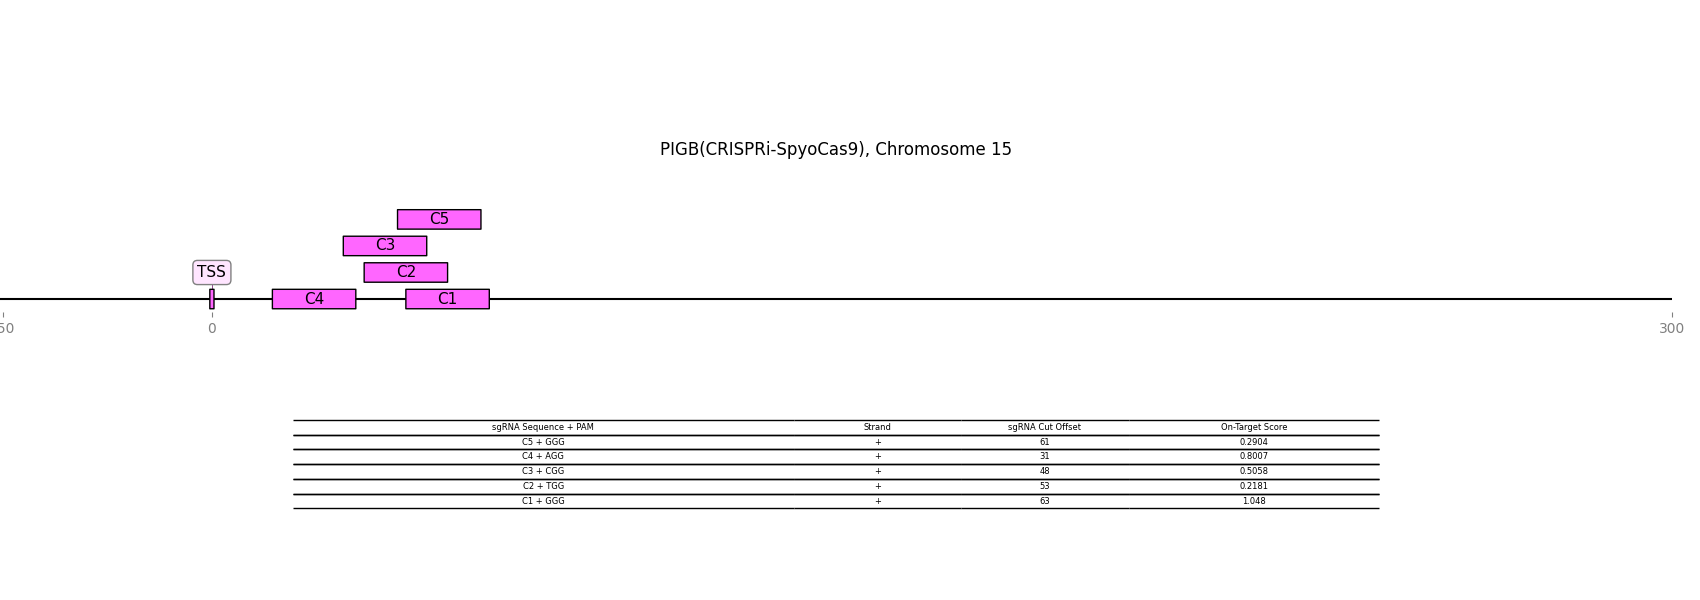 PIGB(CRISPRi-SpyoCas9), Chromosome 15
C5
C3
TSS
C2
C4
C1
50
0
300
sgRNA Sequence + PAM Strand sgRNA Cut Offset On-Target Score
C5 + GGG + 61 0.2904
C4 + AGG + 31 0.8007
C3 + CGG + 48 0.5058
C2 + TGG + 53 0.2181
C1 + GGG + 63 1.048